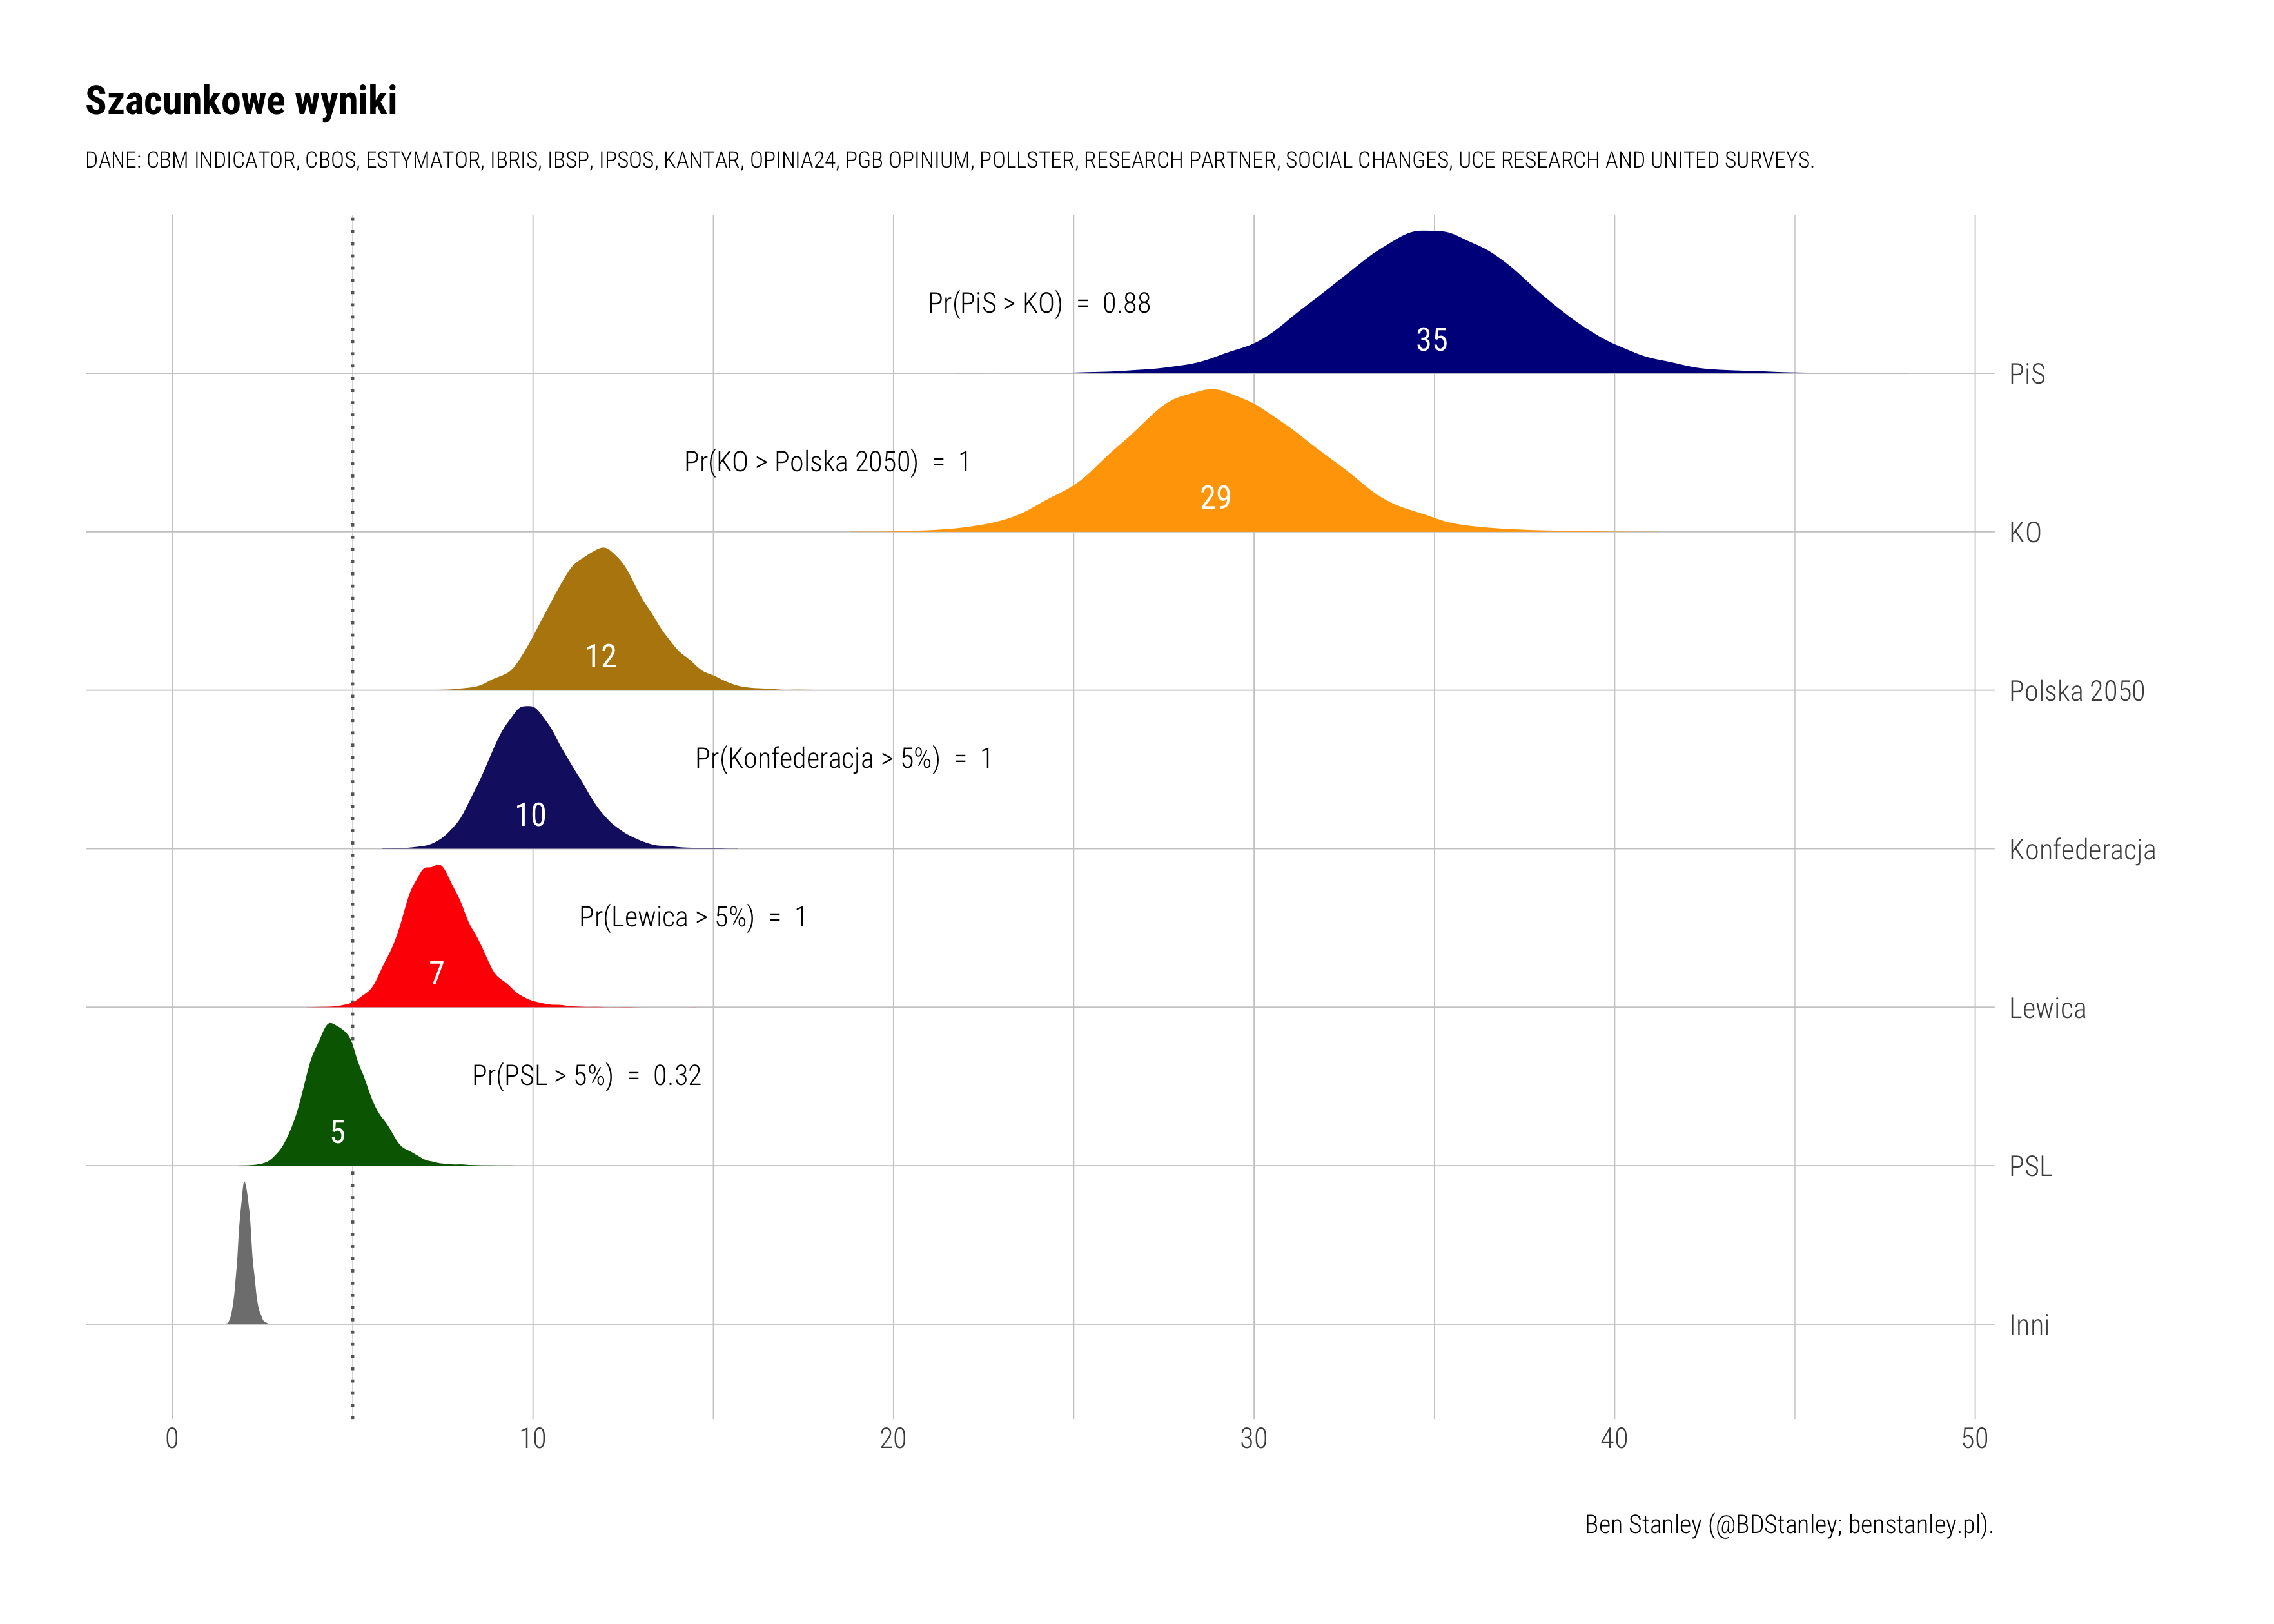 Szacunkowe wyniki
DANE: CBM INDICATOR, CBOS, ESTYMATOR, IBRIS, IBSP, IPSOS, KANTAR, OPINIA24, PGB OPINIUM, POLLSTER, RESEARCH PARTNER, SOCIAL CHANGES, UCE RESEARCH AND UNITED SURVEYS.
Pr(PiS > KO) = 0.88
35
PiS
Pr(KO > Polska 2050) = 1
29
KO
12
Polska 2050
Pr(Konfederacja > 5%) = 1
10
Konfederacja
Pr(Lewica > 5%) = 1
7
Lewica
Pr(PSL > 5%) = 0.32
5
PSL
Inni
0 10 20 30 40 50
Ben Stanley (@BDStanley; benstanley.pl).